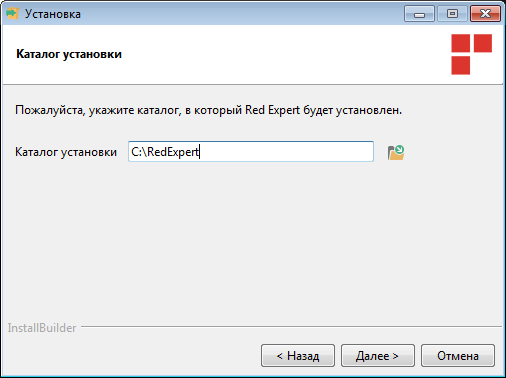 Установка
Каталог установки
Пожалуйста, укажите каталог, в который Red Expert будет установлен.
Каталог установки C:\RedExpert
InstallBuilder
< Назад Далее > Отмена